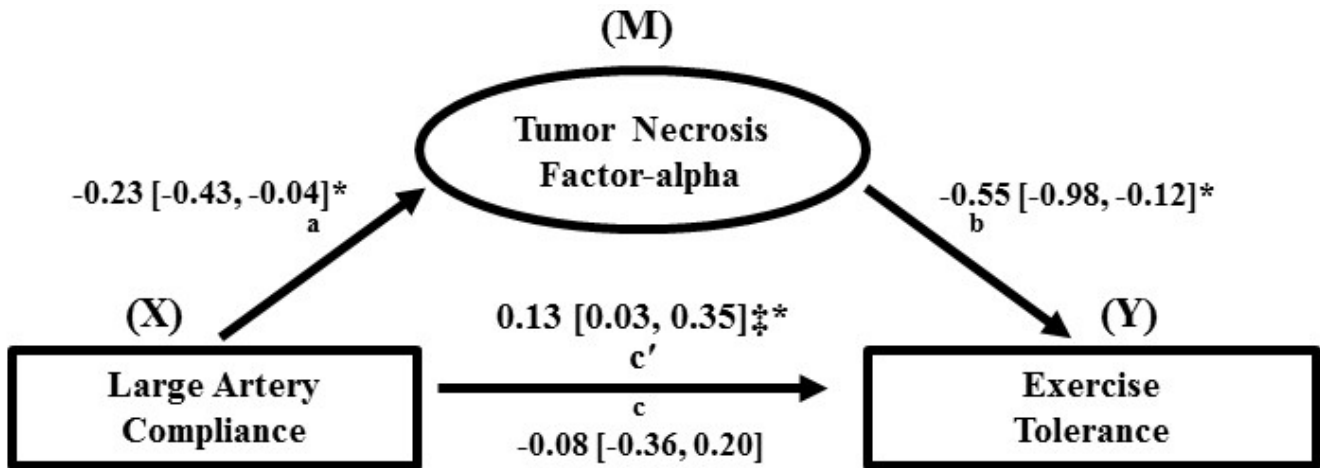 (M)
Tumor Necrosis
Factor-alpha
-0.23 [-0.43, -0.04]*
a
-0.55 [-0.98, -0.12]*
b
(X)
0.13 [0.03, 0.35]‡*
(Y)
c′
Large Artery
Compliance
c
-0.08 [-0.36, 0.20]
Exercise
Tolerance